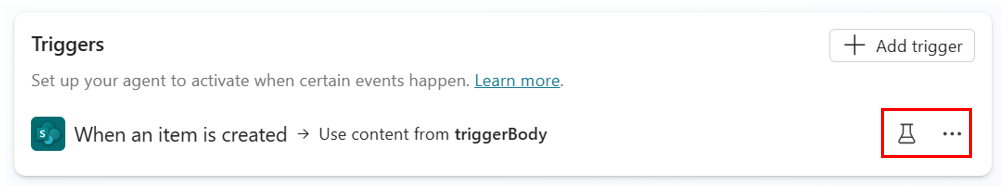 Triggers
Add trigger
Set up your agent to activate when certain events happen. Learn more.
S
When an item is created → Use content from triggerBody